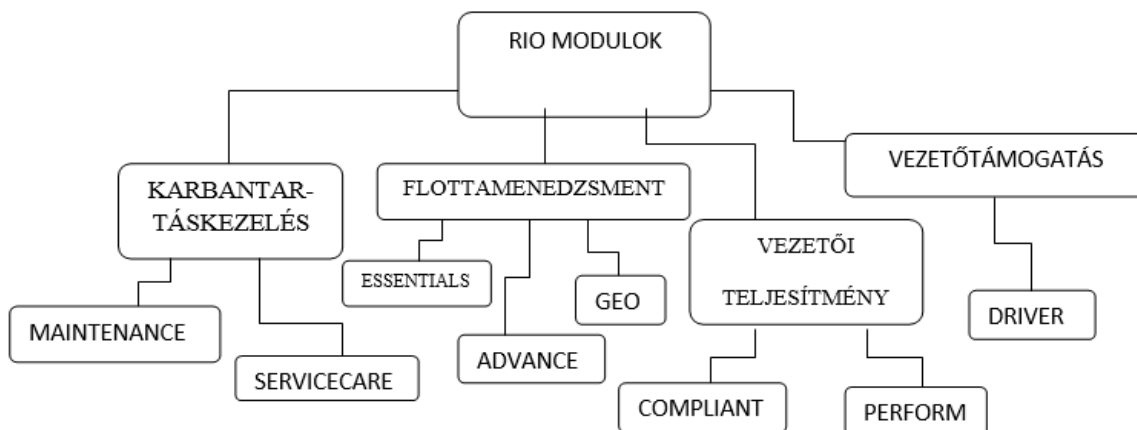 RIO MODULOK
KARBANTAR-
TÁSKEZELÉS
FLOTTAMENEDZSMENT
VEZETŐI
TELJESÍTMÉNY
VEZETŐTÁMOGATÁS
MAINTENANCE
SERVICECARE
ESSENTIALS
ADVANCE
GEO
COMPLIANT
PERFORM
DRIVER